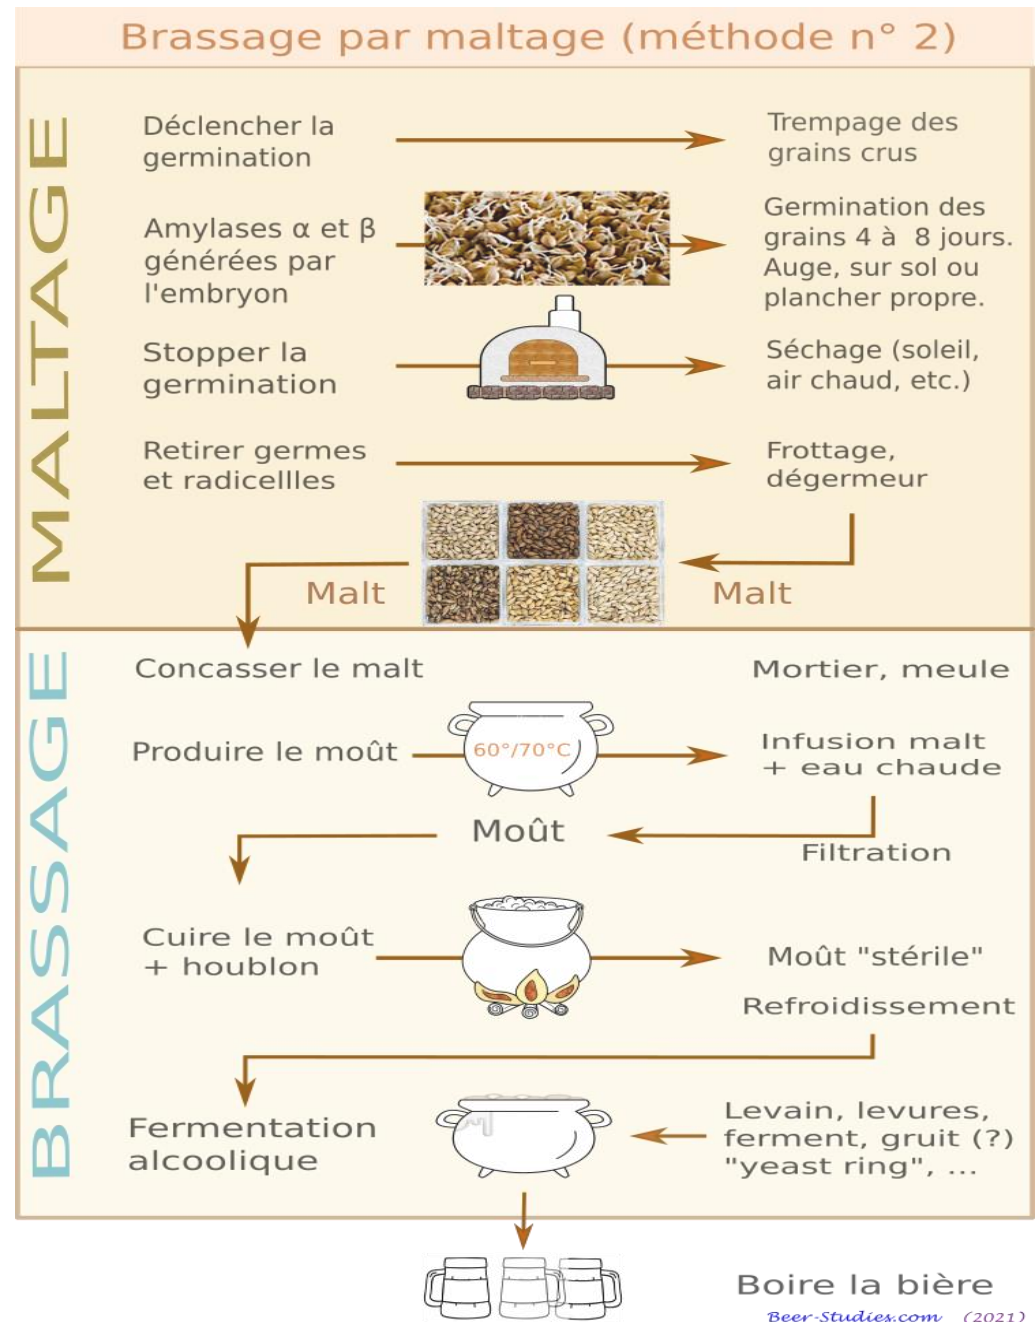 Brassage par maltage (méthode n° 2)
MALTAGE
Déclencher la
germination
Trempage des
grains crus
Amylases α et β
générées par
l'embryon
Germination des
grains 4 à 8 jours.
Auge, sur sol ou
plancher propre.
Stopper la
germination
Séchage (soleil,
air chaud, etc.)
Retirer germes
et radicellles
Frottage,
dégermeur
Malt
Malt
BRASSAGE
Concasser le malt
Mortier, meule
Produire le moût
60°/70°C
Infusion malt
+ eau chaude
Moût
Filtration
Cuire le moût
+ houblon
Moût "stérile"
Refroidissement
Fermentation
alcoolique
Levain, levures,
ferment, gruit (?)
"yeast ring", ...
Boire la bière
Beer-Studies.com (2021)